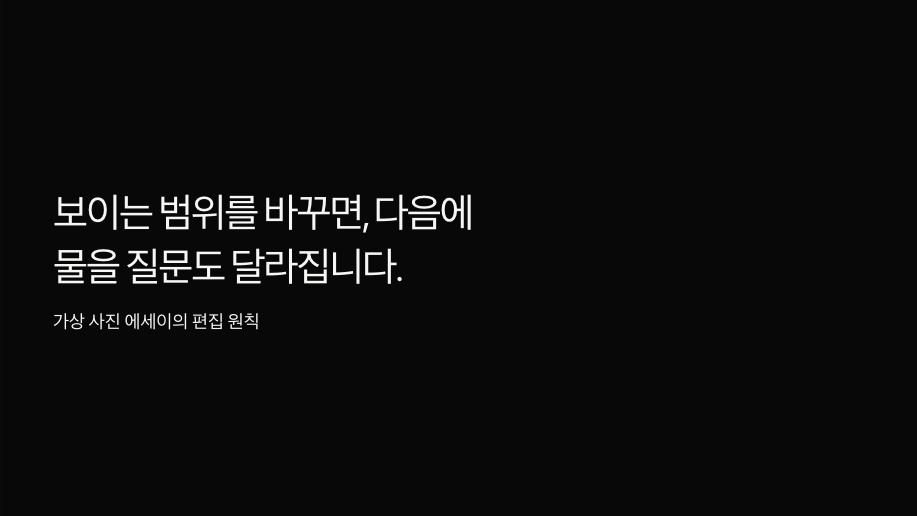 보이는 범위를 바꾸면, 다음에
물을 질문도 달라집니다.
가상 사진 에세이의 편집 원칙